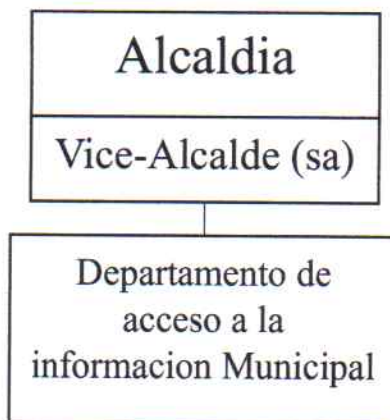 Alcaldia
Vice-Alcalde (sa)
Departamento de
acceso a la
informacion Municipal